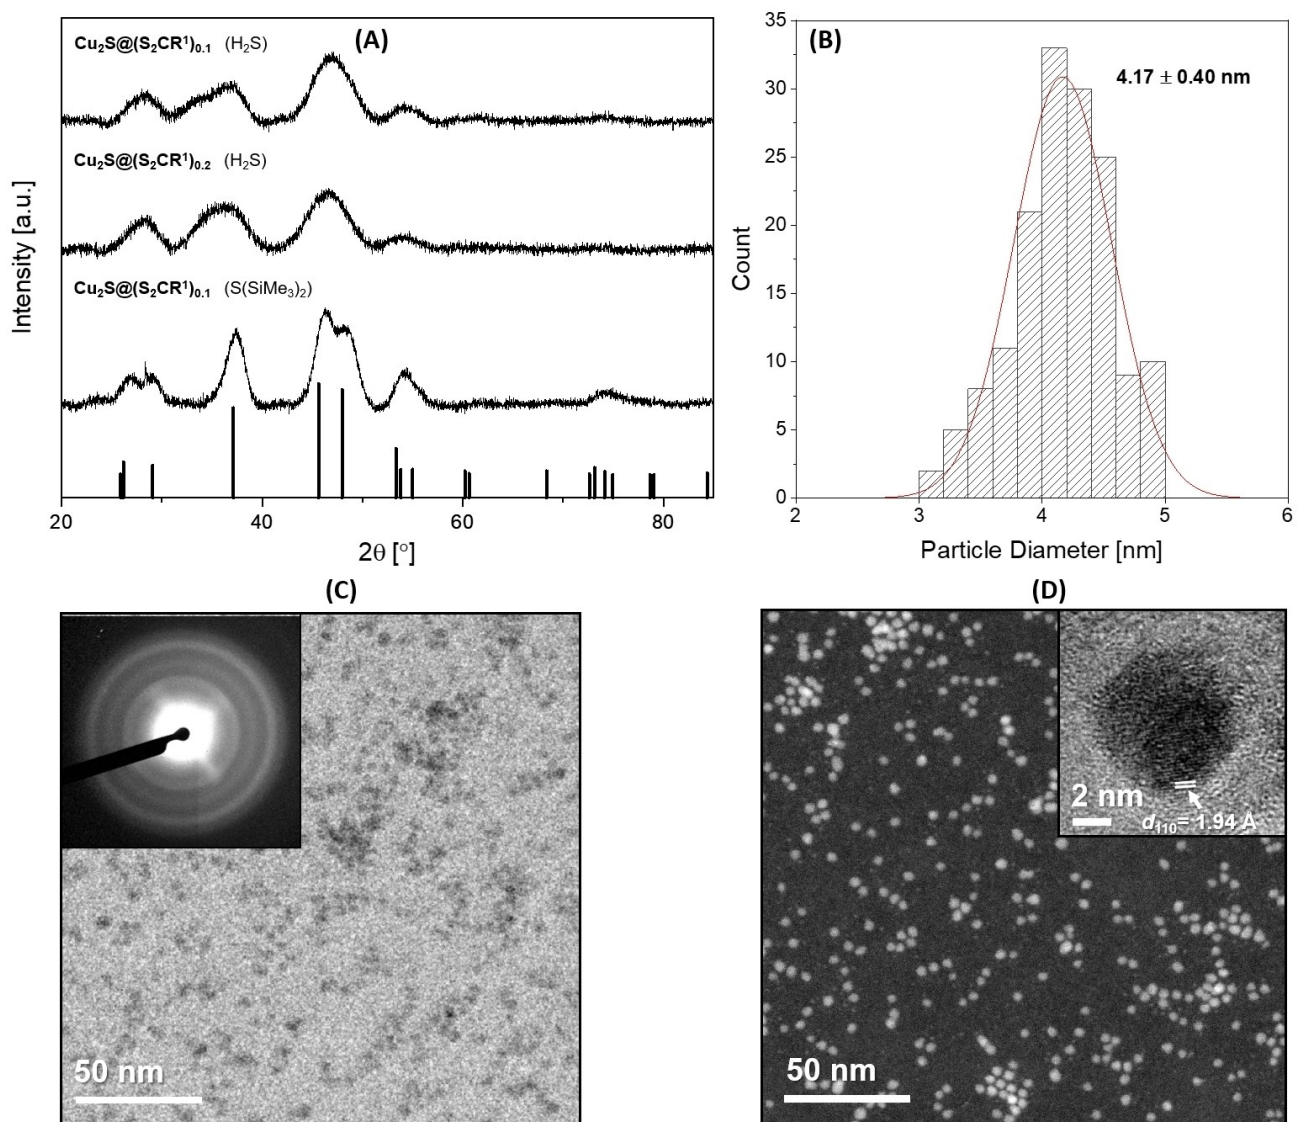 (A)
Cu₂S@(S₂CR¹)₀.₁ (H₂S)
Cu₂S@(S₂CR¹)₀.₂ (H₂S)
Cu₂S@(S₂CR¹)₀.₁ (S(SiMe₃)₂)
Intensity [a.u.]
20 40 60 80
2θ [°]
(B)
4.17 ± 0.40 nm
35
30
25
20
15
10
5
0
Count
2 3 4 5 6
Particle Diameter [nm]
(C)
50 nm
(D)
2 nm
d₁₁₀= 1.94 Å
50 nm